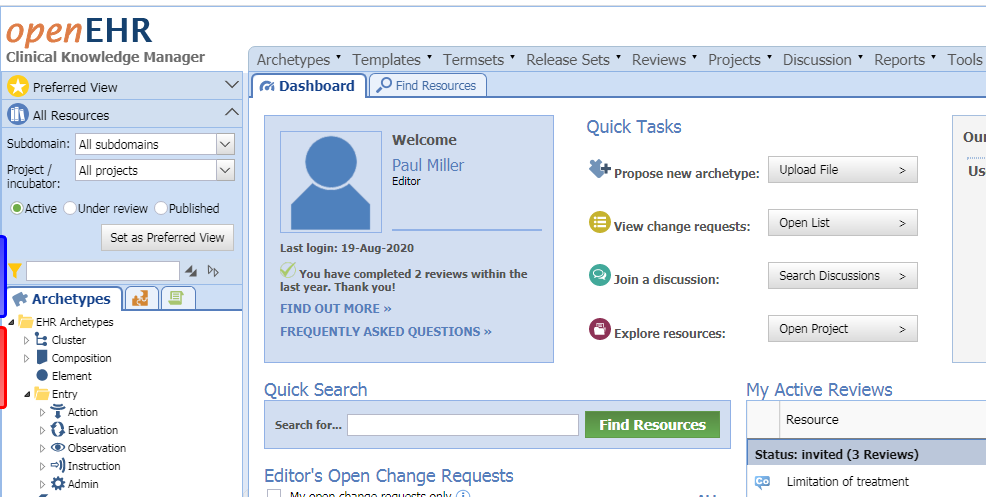 openEHR
Clinical Knowledge Manager
Archetypes Templates Termsets Release Sets Reviews Projects Discussion Reports Tools
Preferred View
All Resources
Subdomain: All subdomains
Project / incubator: All projects
Active Under review Published
Set as Preferred View
Archetypes
EHR Archetypes
Cluster
Composition
Element
Entry
Action
Evaluation
Observation
Instruction
Admin
Dashboard Find Resources
Welcome
Paul Miller
Editor
Last login: 19-Aug-2020
You have completed 2 reviews within the
last year. Thank you!
FIND OUT MORE »
FREQUENTLY ASKED QUESTIONS »
Quick Tasks
Propose new archetype: Upload File >
View change requests: Open List >
Join a discussion: Search Discussions >
Explore resources: Open Project >
Quick Search
Search for... Find Resources
Editor's Open Change Requests
My open change requests only
My Active Reviews
Resource
Status: invited (3 Reviews)
Co Limitation of treatment